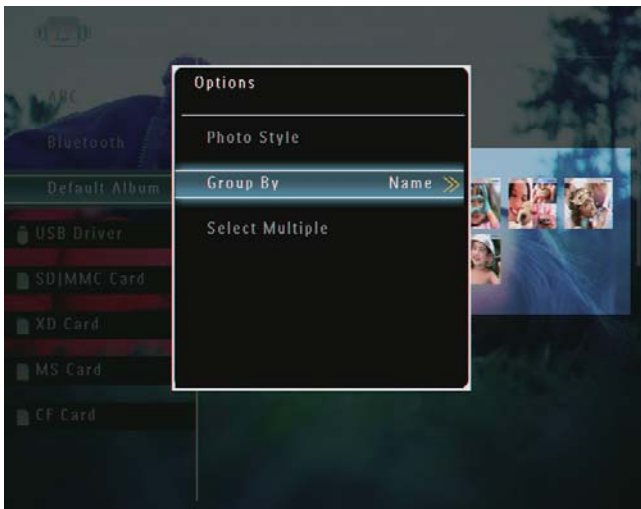 ABC
Bluetooth
Default Album
USB Driver
SD|MMC Card
XD Card
MS Card
CF Card
Options
Photo Style
Group By Name
Select Multiple